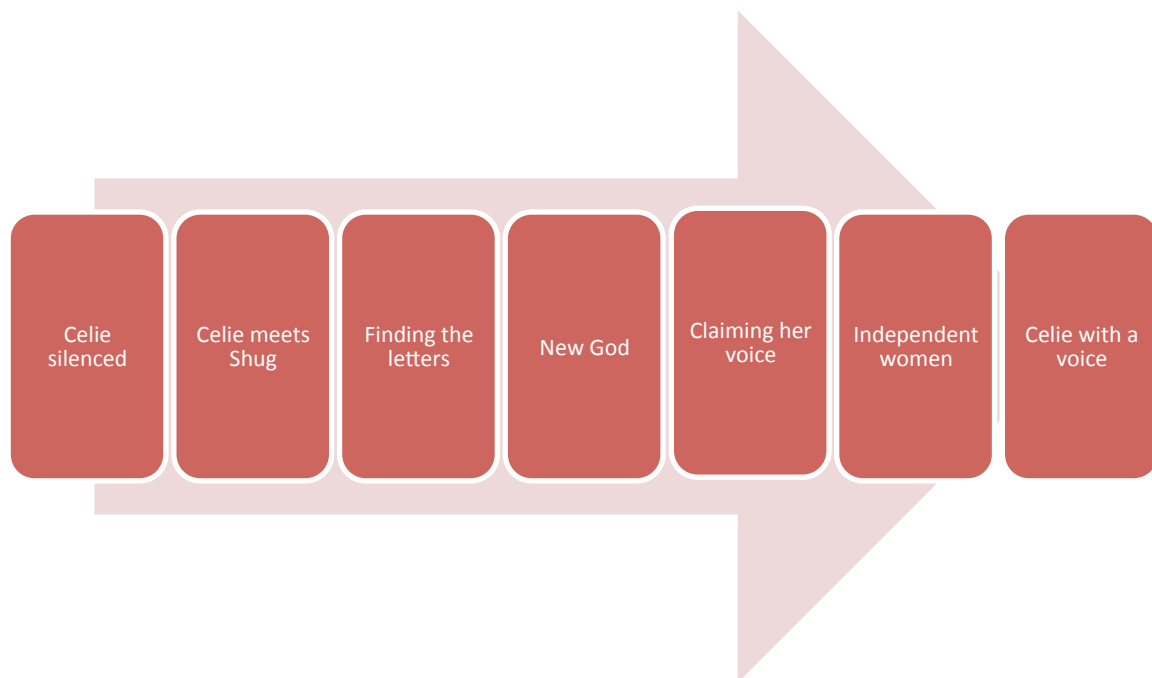 Celie
silenced
Celie meets
Shug
Finding the
letters
New God
Claiming her
voice
Independent
women
Celie with a
voice